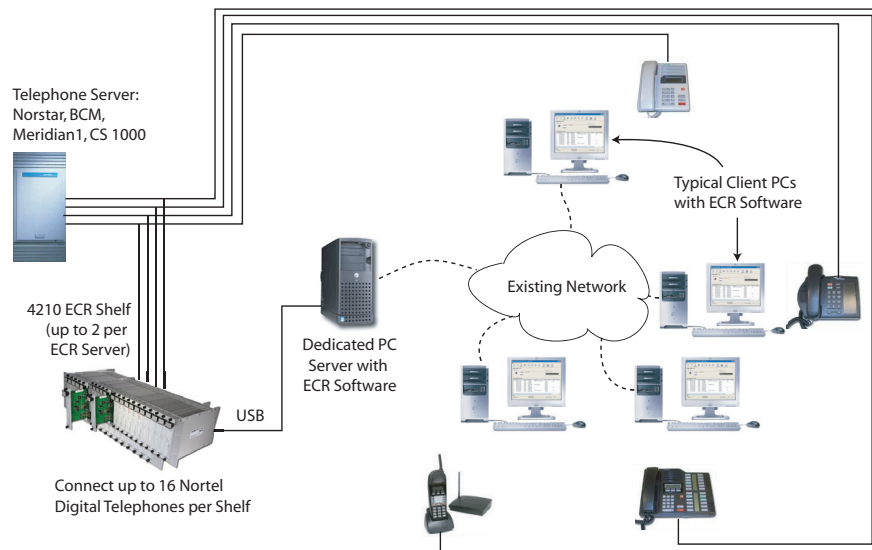 Telephone Server:
Norstar, BCM,
Meridian1, CS 1000
Typical Client PCs
with ECR Software
Existing Network
4210 ECR Shelf
(up to 2 per
ECR Server)
Dedicated PC
Server with
ECR Software
USB
Connect up to 16 Nortel
Digital Telephones per Shelf